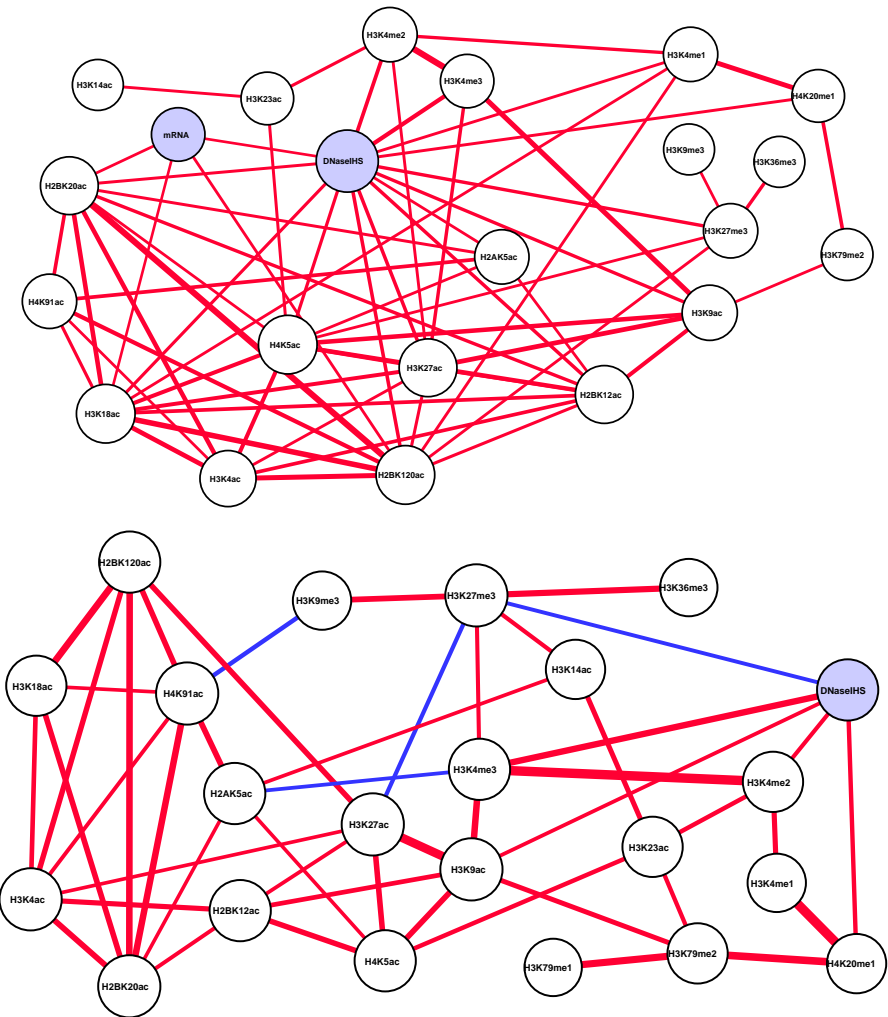 H3K4me2
H3K4me1
H3K4me3
H3K14ac
H3K23ac
H4K20me1
mRNA
H3K9me3
DNaseIHS
H3K36me3
H2BK20ac
H3K27me3
H3K79me2
H2AK5ac
H4K91ac
H3K9ac
H4K5ac
H3K27ac
H2BK12ac
H3K18ac
H3K4ac
H2BK120ac
H2BK120ac
H3K36me3
H3K27me3
H3K9me3
H3K14ac
H3K18ac
H4K91ac
DNaseIHS
H3K4me3
H3K4me2
H2AK5ac
H3K27ac
H3K23ac
H3K9ac
H3K4me1
H3K4ac
H2BK12ac
H3K79me2
H4K5ac
H4K20me1
H3K79me1
H2BK20ac